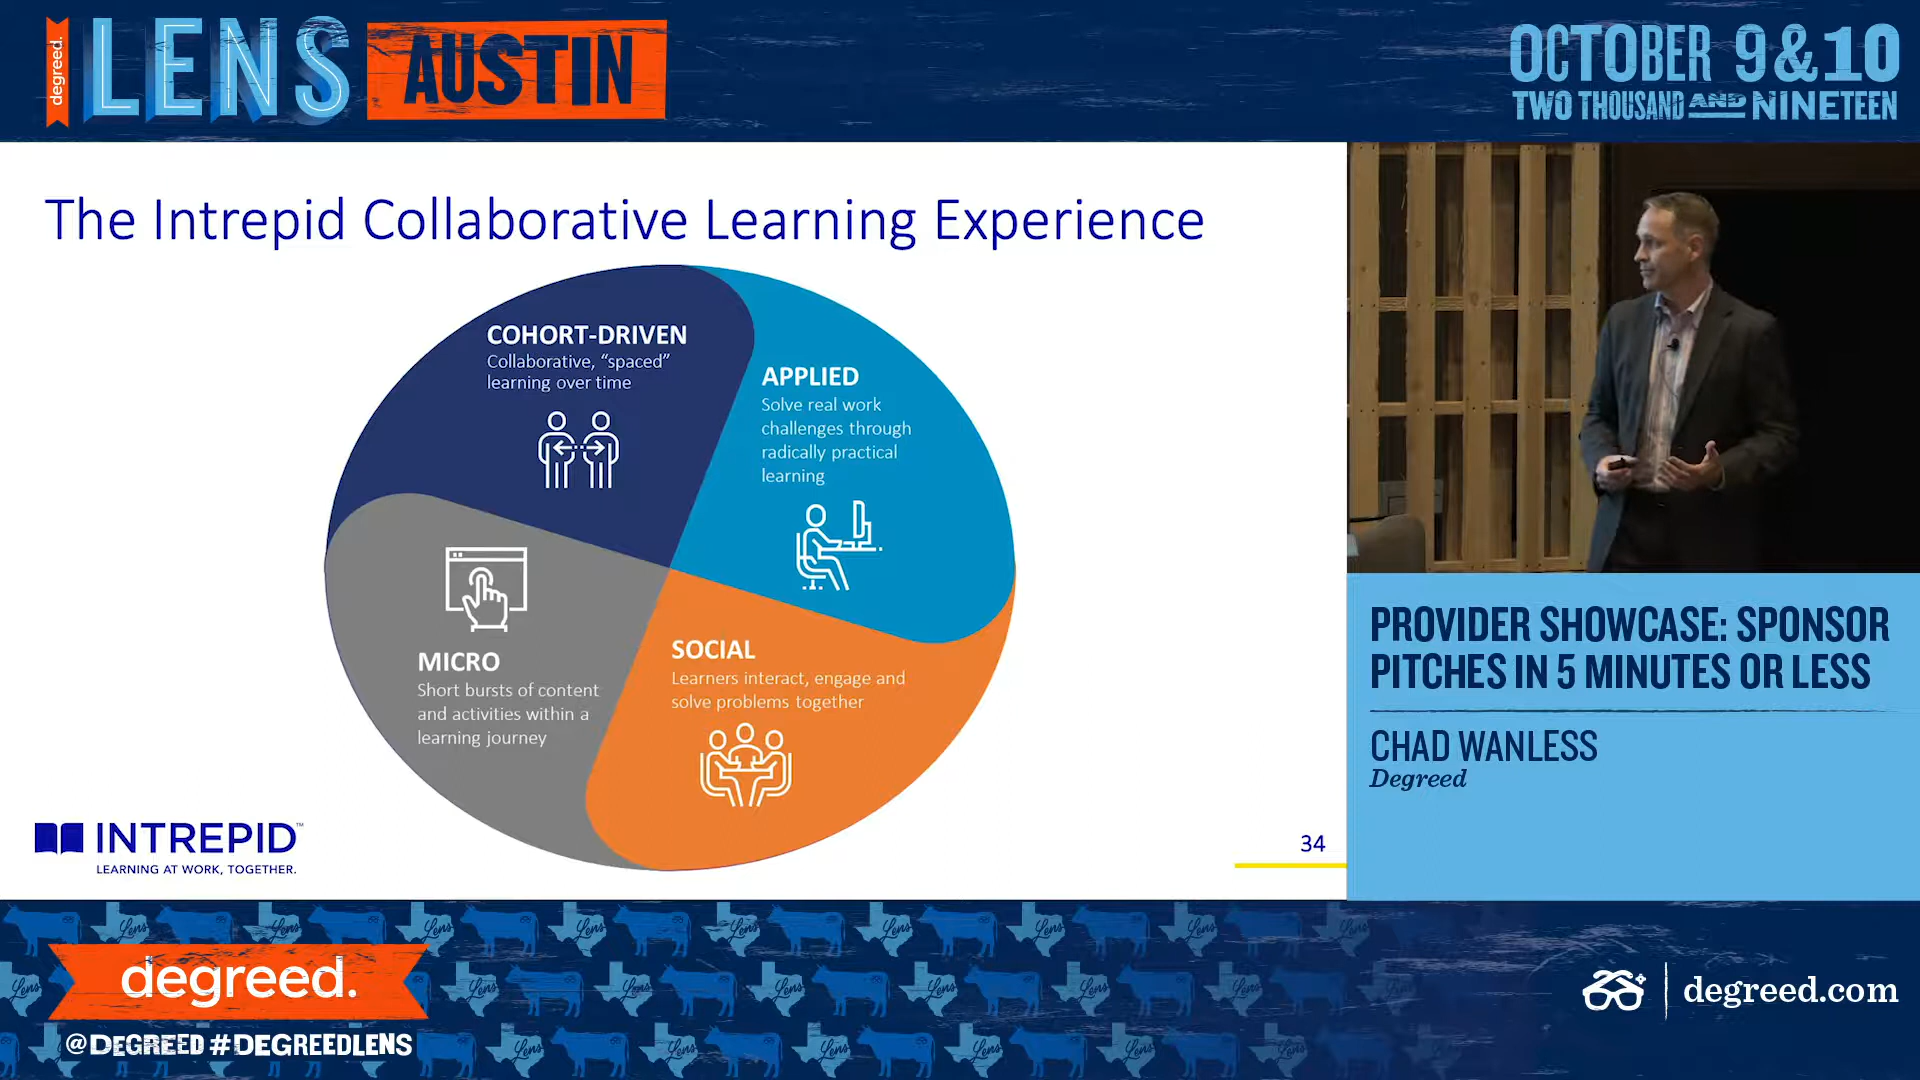 degreed.
LENS
AUSTIN
OCTOBER 9&10
TWO THOUSAND AND NINETEEN
The Intrepid Collaborative Learning Experience
COHORT-DRIVEN
Collaborative, “spaced”
learning over time
APPLIED
Solve real work
challenges through
radically practical
learning
MICRO
Short bursts of content
and activities within a
learning journey
SOCIAL
Learners interact, engage and
solve problems together
INTREPID™
LEARNING AT WORK, TOGETHER.
34
PROVIDER SHOWCASE: SPONSOR
PITCHES IN 5 MINUTES OR LESS
CHAD WANLESS
Degreed
degreed.
@DEGREED #DEGREEDLENS
degreed.com
Lens